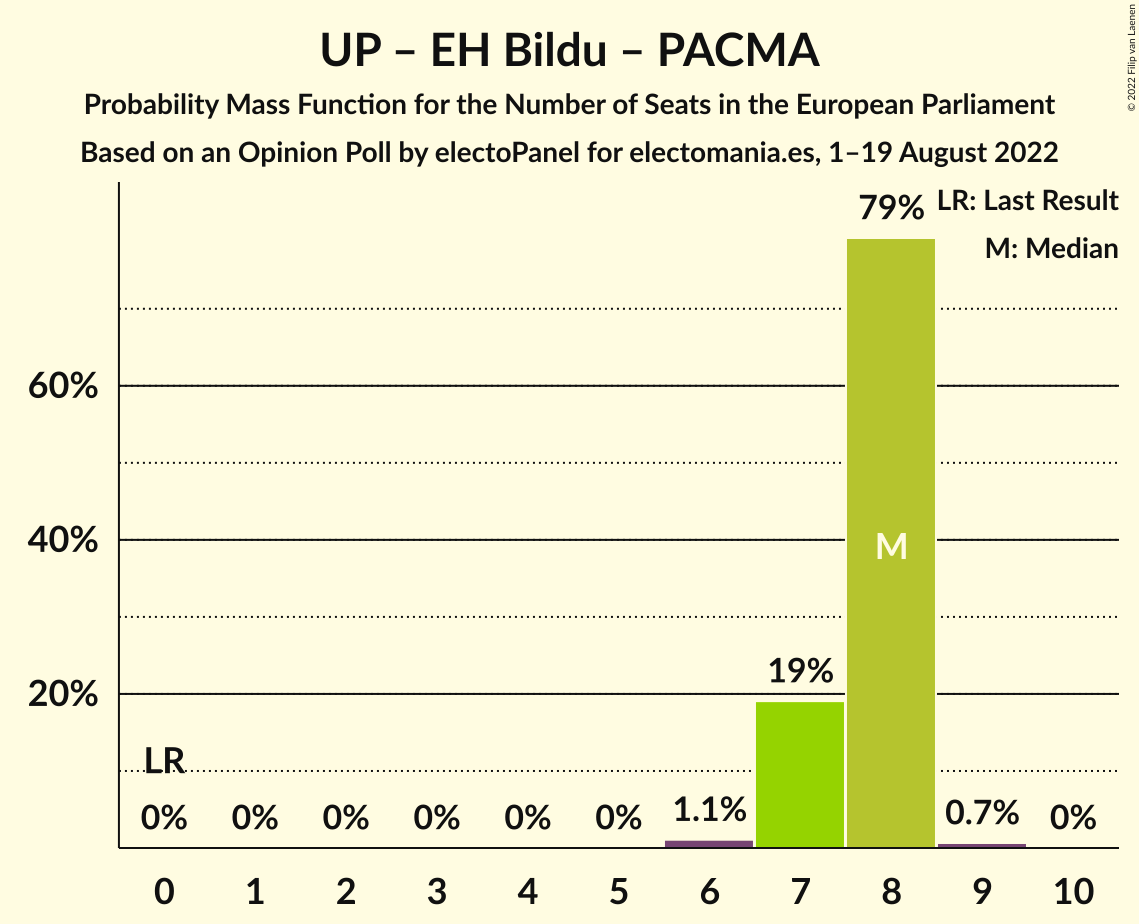 UP – EH Bildu – PACMA
Probability Mass Function for the Number of Seats in the European Parliament
Based on an Opinion Poll by electoPanel for electomania.es, 1–19 August 2022
© 2022 Filip van Laenen
LR: Last Result
M: Median
79%
60%
40%
M
19%
20%
LR
0%
0%
0%
0%
0%
0%
1.1%
0.7%
0%
0 1 2 3 4 5 6 7 8 9 10